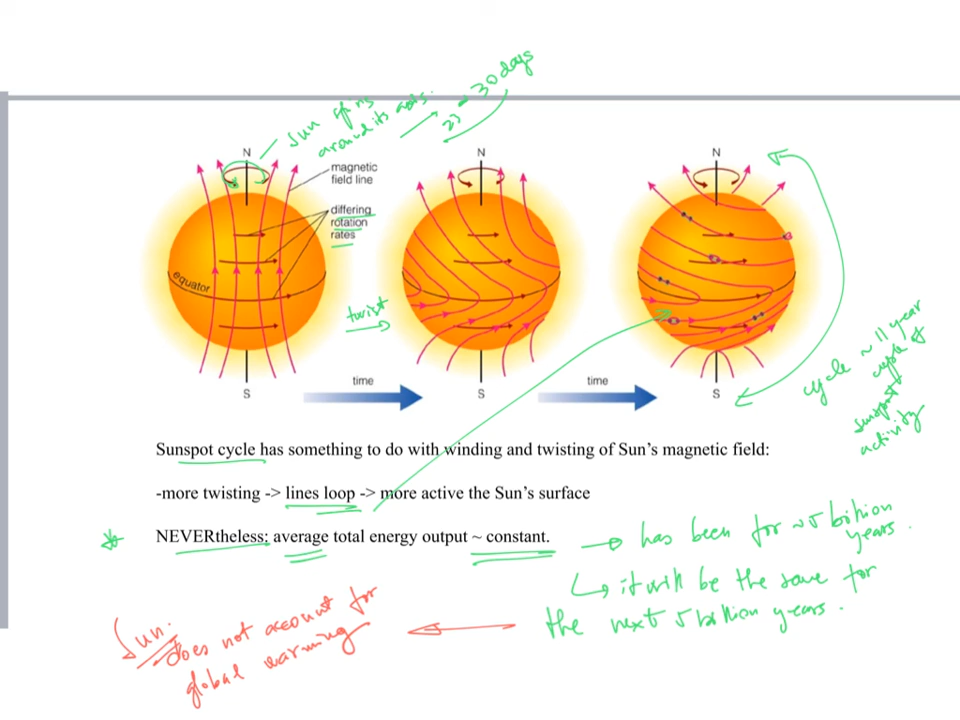 Sun spins
around its axis.
27 - 30 days
N
magnetic
field line
differing
rotation
rates
equator
S
time
N
twist
S
time
N
S
cycle ~ 11 year
cycle of
sunspot
activity
Sunspot cycle has something to do with winding and twisting of Sun's magnetic field:
-more twisting -> lines loop -> more active the Sun's surface
NEVERtheless: average total energy output ~ constant.
has been for ~5 billion
years.
it will be the same for
the next 5 billion years.
Sun.
does not account for
global warming